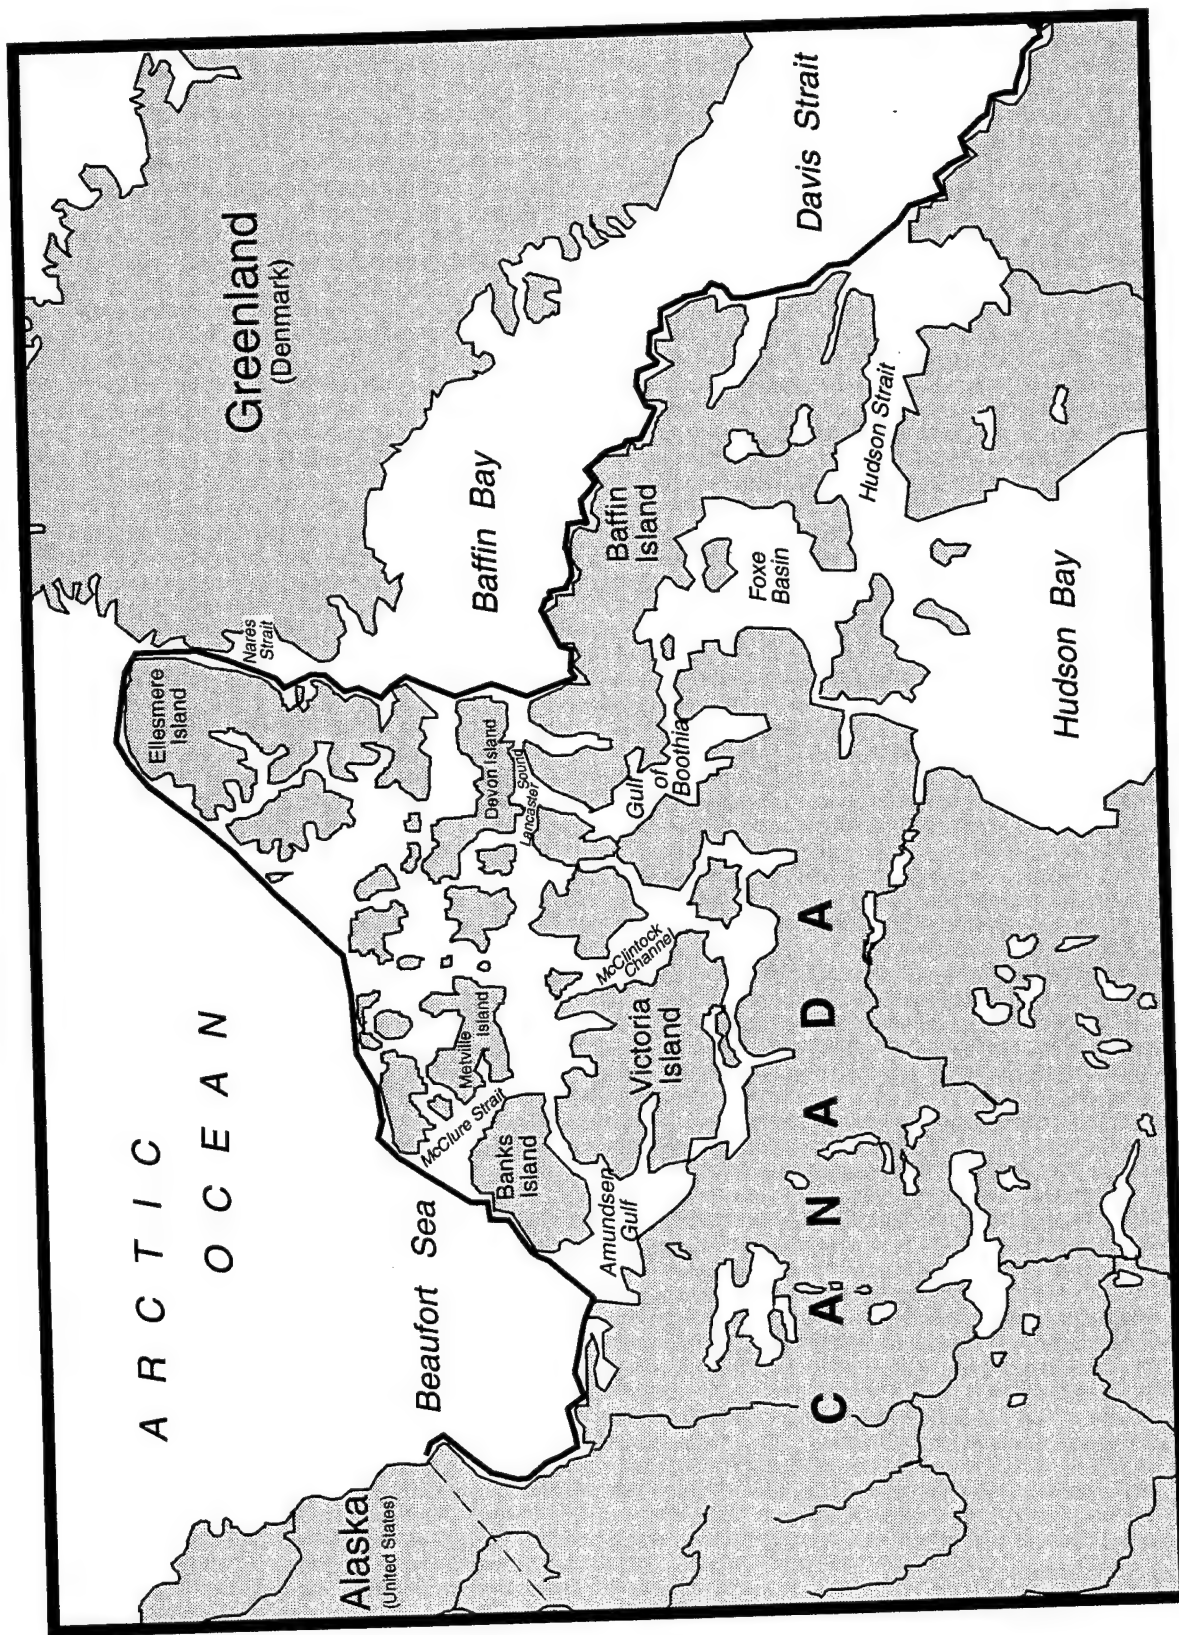 ARCTIC
OCEAN
Beaufort Sea
Alaska
(United States)
Greenland
(Denmark)
Ellesmere
Island
Nares
Strait
Baffin Bay
Davis Strait
Devon Island
Lancaster
Sound
Baffin
Island
Metville
Island
McClure Strait
Banks
Island
Amundsen
Gulf
Victoria
Island
McClintock
Channel
Gulf
of
Boothia
Foxe
Basin
Hudson Strait
Hudson Bay
CANADA